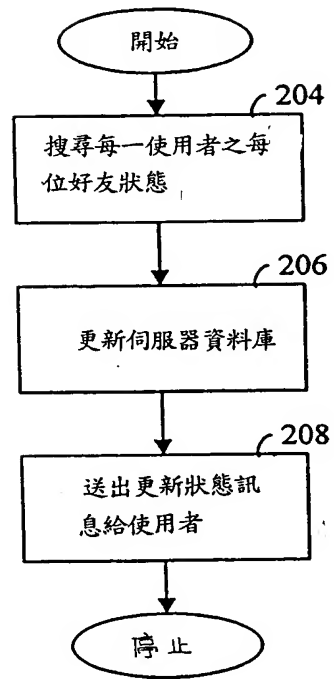 開始
204
搜尋每一使用者之每
位好友狀態
206
更新伺服器資料庫
208
送出更新狀態訊
息給使用者
停止